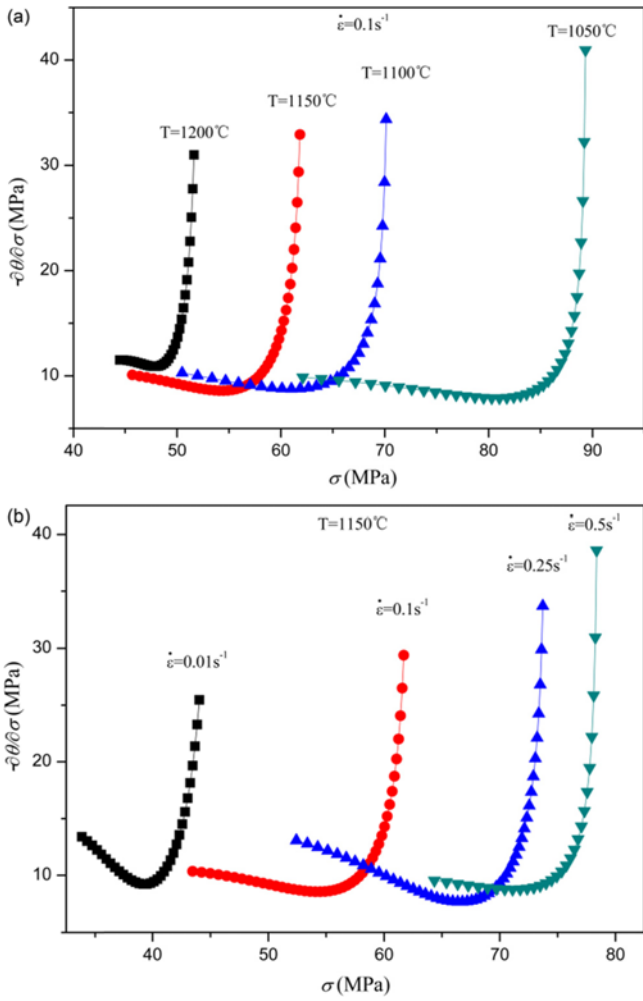 (a)
ε̇=0.1s⁻¹
T=1050℃
T=1100℃
T=1150℃
T=1200℃
-∂θ/∂σ(MPa)
40
30
20
10
40 50 60 70 80 90
σ(MPa)
(b)
T=1150℃
ε̇=0.5s⁻¹
ε̇=0.25s⁻¹
ε̇=0.1s⁻¹
ε̇=0.01s⁻¹
-∂θ/∂σ(MPa)
40
30
20
10
40 50 60 70 80
σ(MPa)